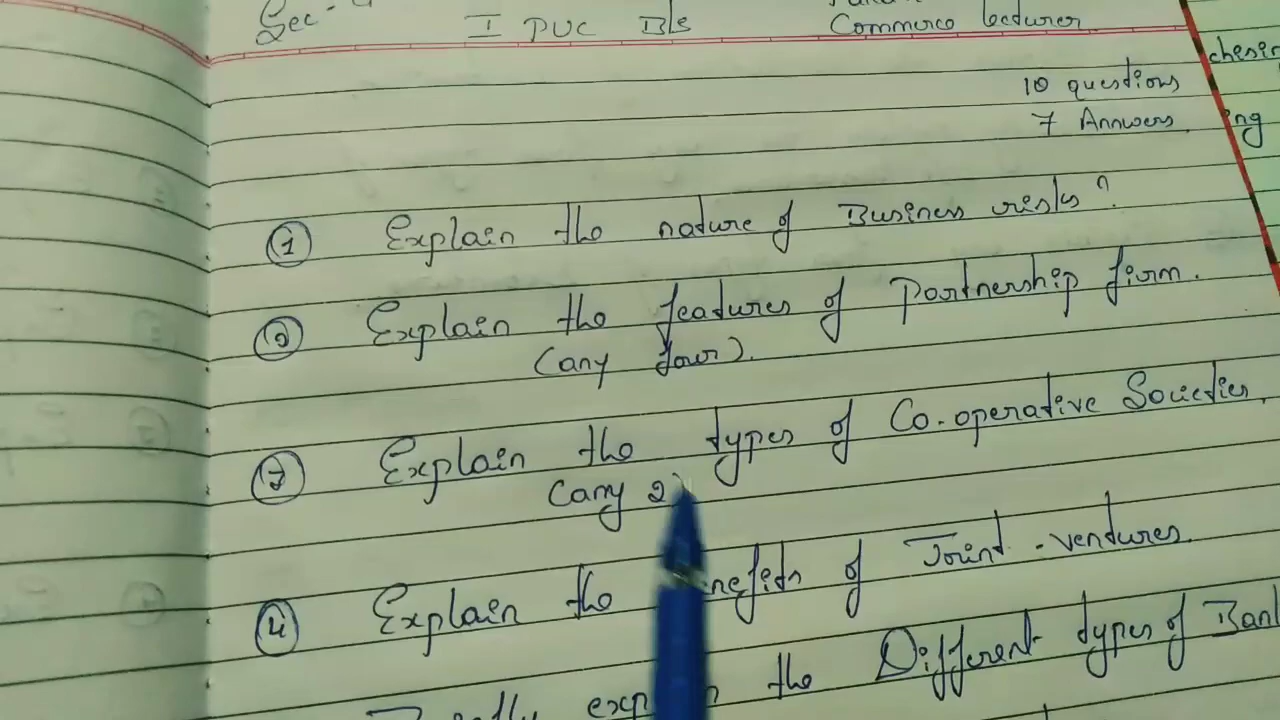 Sec-
I PUC B/s
Commerce lecturer
10 questions
7 Answers
① Explain the nature of Business risks?
② Explain the features of Partnership firm.
(any four).
③ Explain the types of Co-operative Societies.
(any 2)
④ Explain the of Joint-ventures.
the Different types of